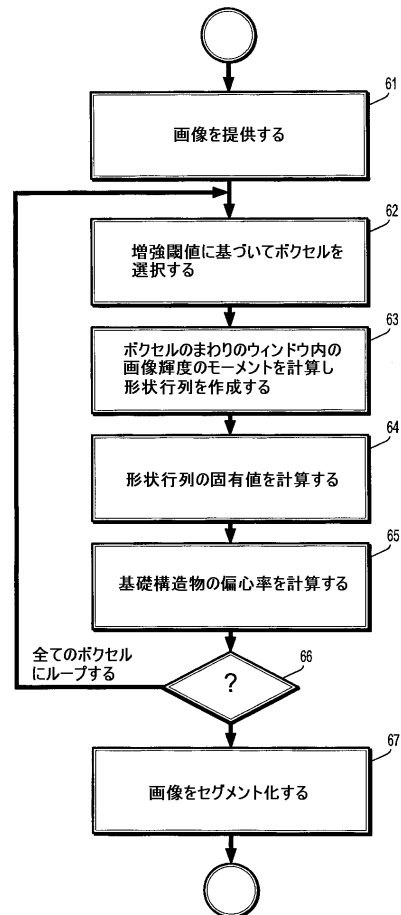 61
画像を提供する
62
増強閾値に基づいてボクセルを
選択する
63
ボクセルのまわりのウィンドウ内の
画像輝度のモーメントを計算し
形状行列を作成する
64
形状行列の固有値を計算する
65
基礎構造物の偏心率を計算する
全てのボクセル
にループする
66
?
67
画像をセグメント化する